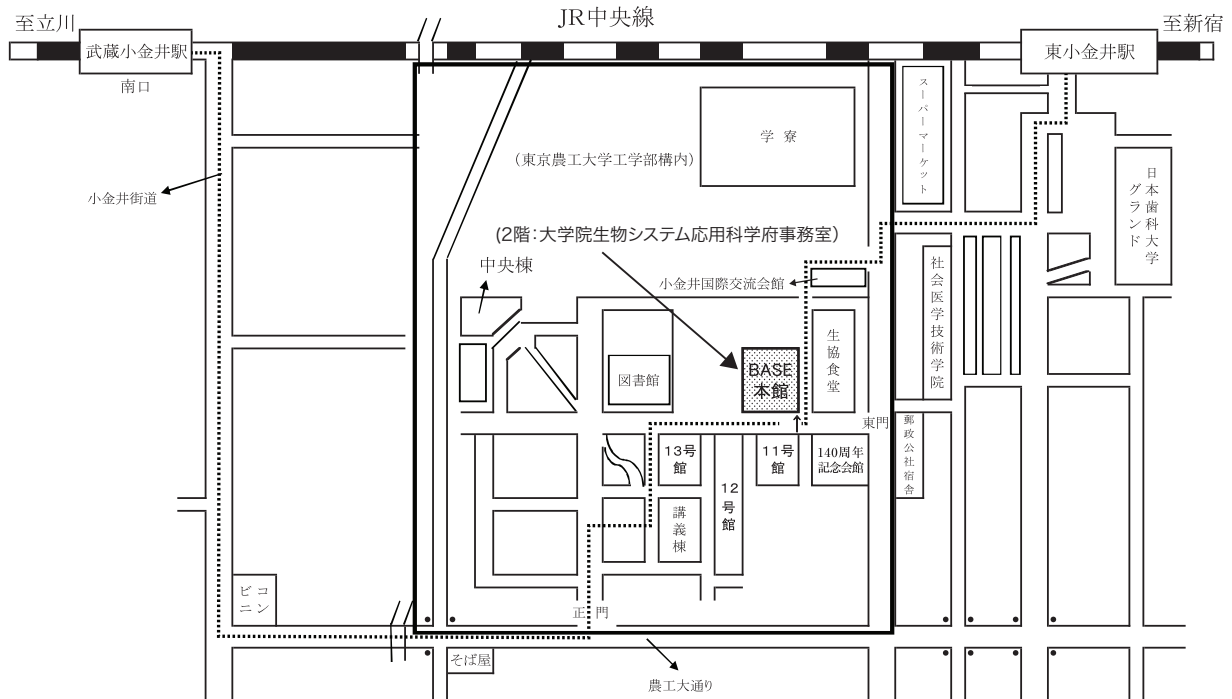 至立川
JR中央線
至新宿
武蔵小金井駅
東小金井駅
南口
スーパーマーケット
学寮
(東京農工大学工学部構内)
小金井街道
日本歯科大学
グランド
(2階:大学院生物システム応用科学府事務室)
中央棟
小金井国際交流会館
社会医学技術学院
生協食堂
図書館
BASE
本館
東門
郵政公社宿舎
13号
館
11号
館
140周年
記念会館
12号館
講義棟
コン
ビニ
正門
そば屋
農工大通り